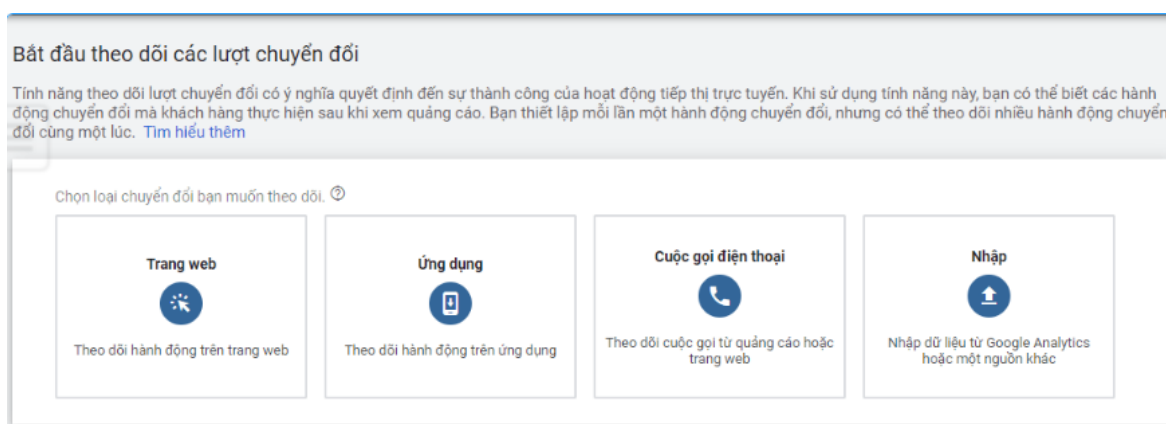 Bắt đầu theo dõi các lượt chuyển đổi
Tính năng theo dõi lượt chuyển đổi có ý nghĩa quyết định đến sự thành công của hoạt động tiếp thị trực tuyến. Khi sử dụng tính năng này, bạn có thể biết các hành
động chuyển đổi mà khách hàng thực hiện sau khi xem quảng cáo. Bạn thiết lập mỗi lần một hành động chuyển đổi, nhưng có thể theo dõi nhiều hành động chuyển
đổi cùng một lúc. Tìm hiểu thêm
Chọn loại chuyển đổi bạn muốn theo dõi.
Trang web
Theo dõi hành động trên trang web
Ứng dụng
Theo dõi hành động trên ứng dụng
Cuộc gọi điện thoại
Theo dõi cuộc gọi từ quảng cáo hoặc
trang web
Nhập
Nhập dữ liệu từ Google Analytics
hoặc một nguồn khác